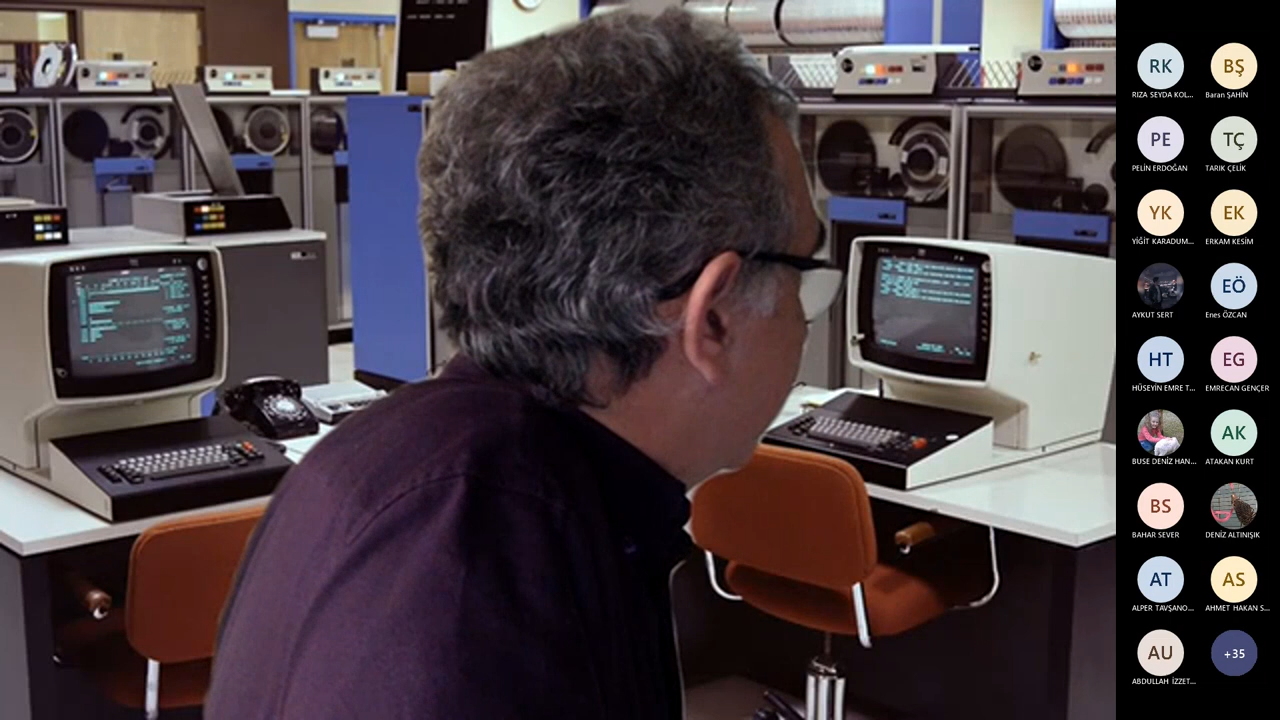 RK
BŞ
RIZA SEYDA KOL...
Baran ŞAHİN
PE
TÇ
PELİN ERDOĞAN
TARIK ÇELİK
YK
EK
YİĞİT KARADUM...
ERKAM KESİM
EÖ
AYKUT SERT
Enes ÖZCAN
HT
EG
HÜSEYİN EMRE T...
EMRECAN GENÇER
AK
BUSE DENİZ HAN...
ATAKAN KURT
BS
BAHAR SEVER
DENİZ ALTINIŞIK
AT
AS
ALPER TAVŞANO...
AHMET HAKAN S...
AU
+35
ABDULLAH İZZET...